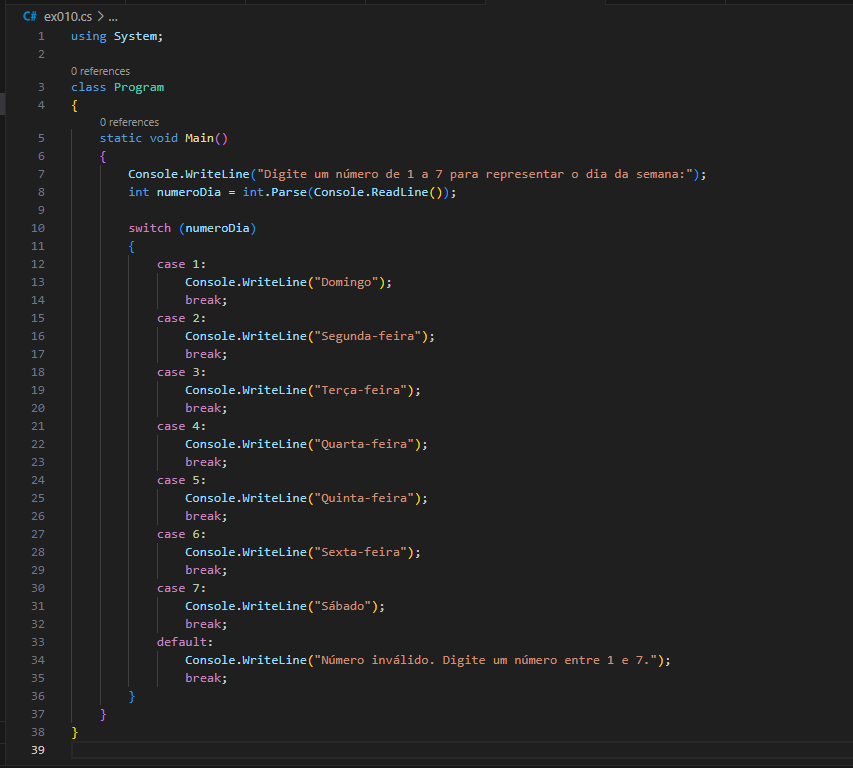 C# ex010.cs > ...
1 using System;
2
0 references
3 class Program
4 {
0 references
5 static void Main()
6 {
7 Console.WriteLine("Digite um número de 1 a 7 para representar o dia da semana:");
8 int numeroDia = int.Parse(Console.ReadLine());
9
10 switch (numeroDia)
11 {
12 case 1:
13 Console.WriteLine("Domingo");
14 break;
15 case 2:
16 Console.WriteLine("Segunda-feira");
17 break;
18 case 3:
19 Console.WriteLine("Terça-feira");
20 break;
21 case 4:
22 Console.WriteLine("Quarta-feira");
23 break;
24 case 5:
25 Console.WriteLine("Quinta-feira");
26 break;
27 case 6:
28 Console.WriteLine("Sexta-feira");
29 break;
30 case 7:
31 Console.WriteLine("Sábado");
32 break;
33 default:
34 Console.WriteLine("Número inválido. Digite um número entre 1 e 7.");
35 break;
36 }
37 }
38 }
39